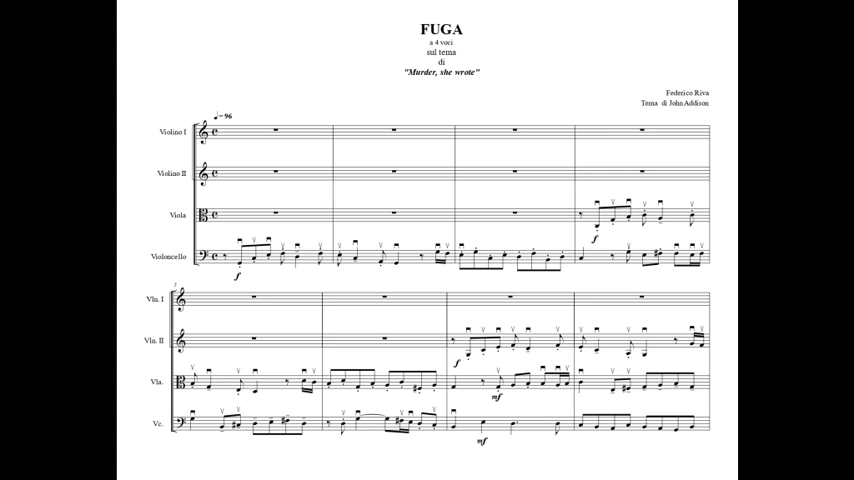 FUGA
a 4 voci
sul tema
di
"Murder, she wrote"
Federico Riva
Tema di John Addison
♩= 96
Violino I
Violino II
Viola
f
Violoncello
f
5
Vln. I
Vln. II
f
Vla.
mf
Vc.
mf